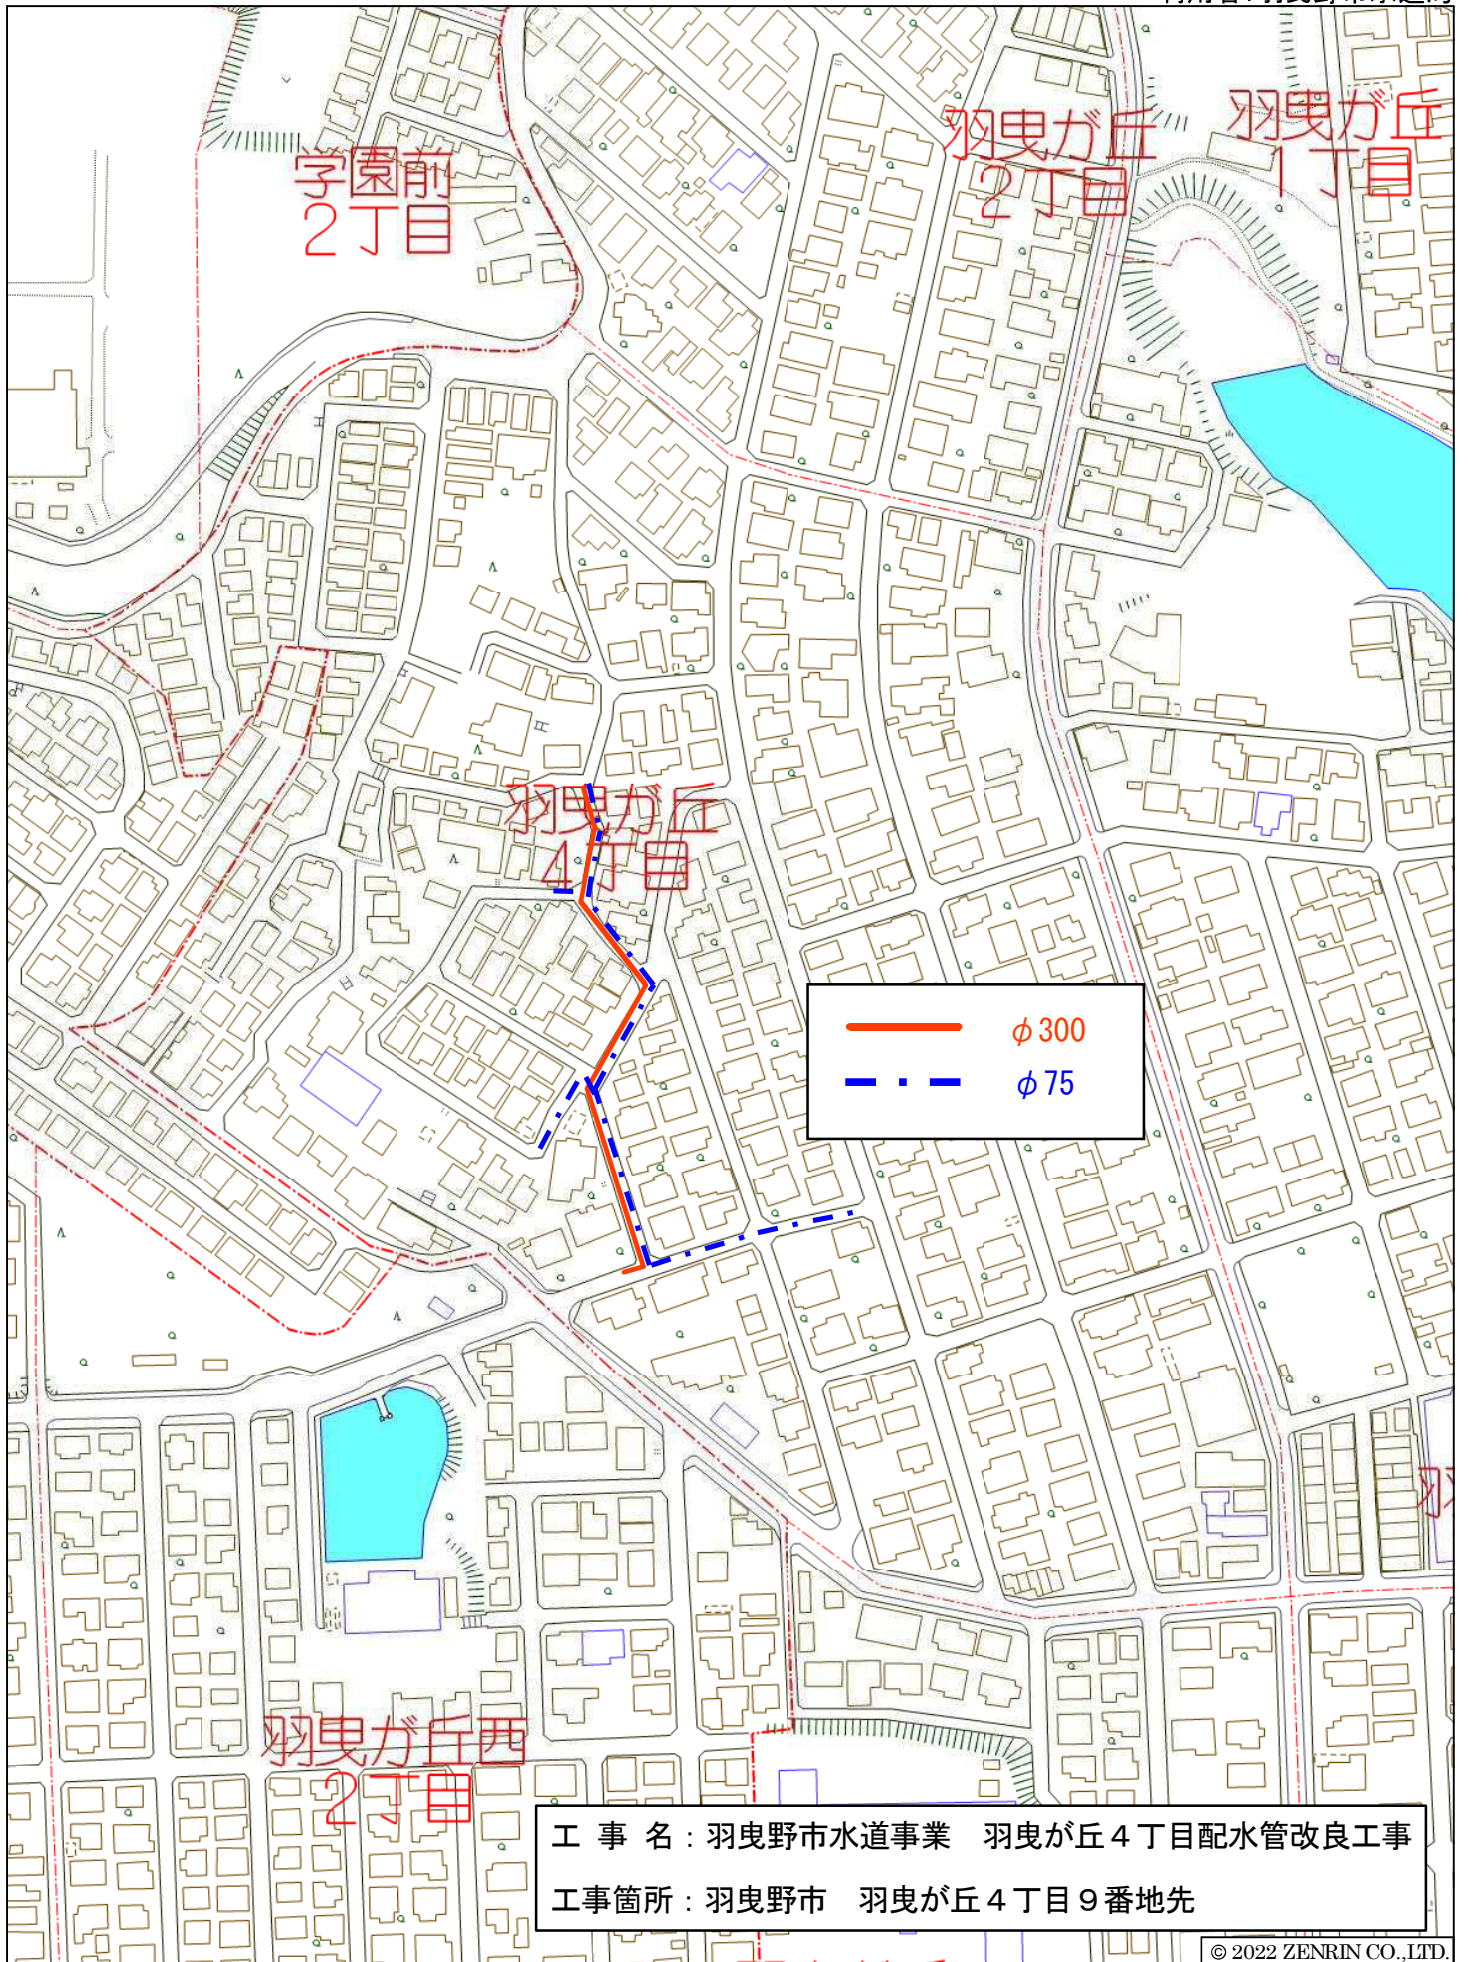 学園前
2丁目
羽曳が丘
2丁目
羽曳が丘
1丁目
羽曳が丘
4丁目
φ300
φ75
羽曳が丘西
2丁目
工 事 名：羽曳野市水道事業　羽曳が丘４丁目配水管改良工事
工事箇所：羽曳野市　羽曳が丘４丁目９番地先
© 2022 ZENRIN CO.,LTD.